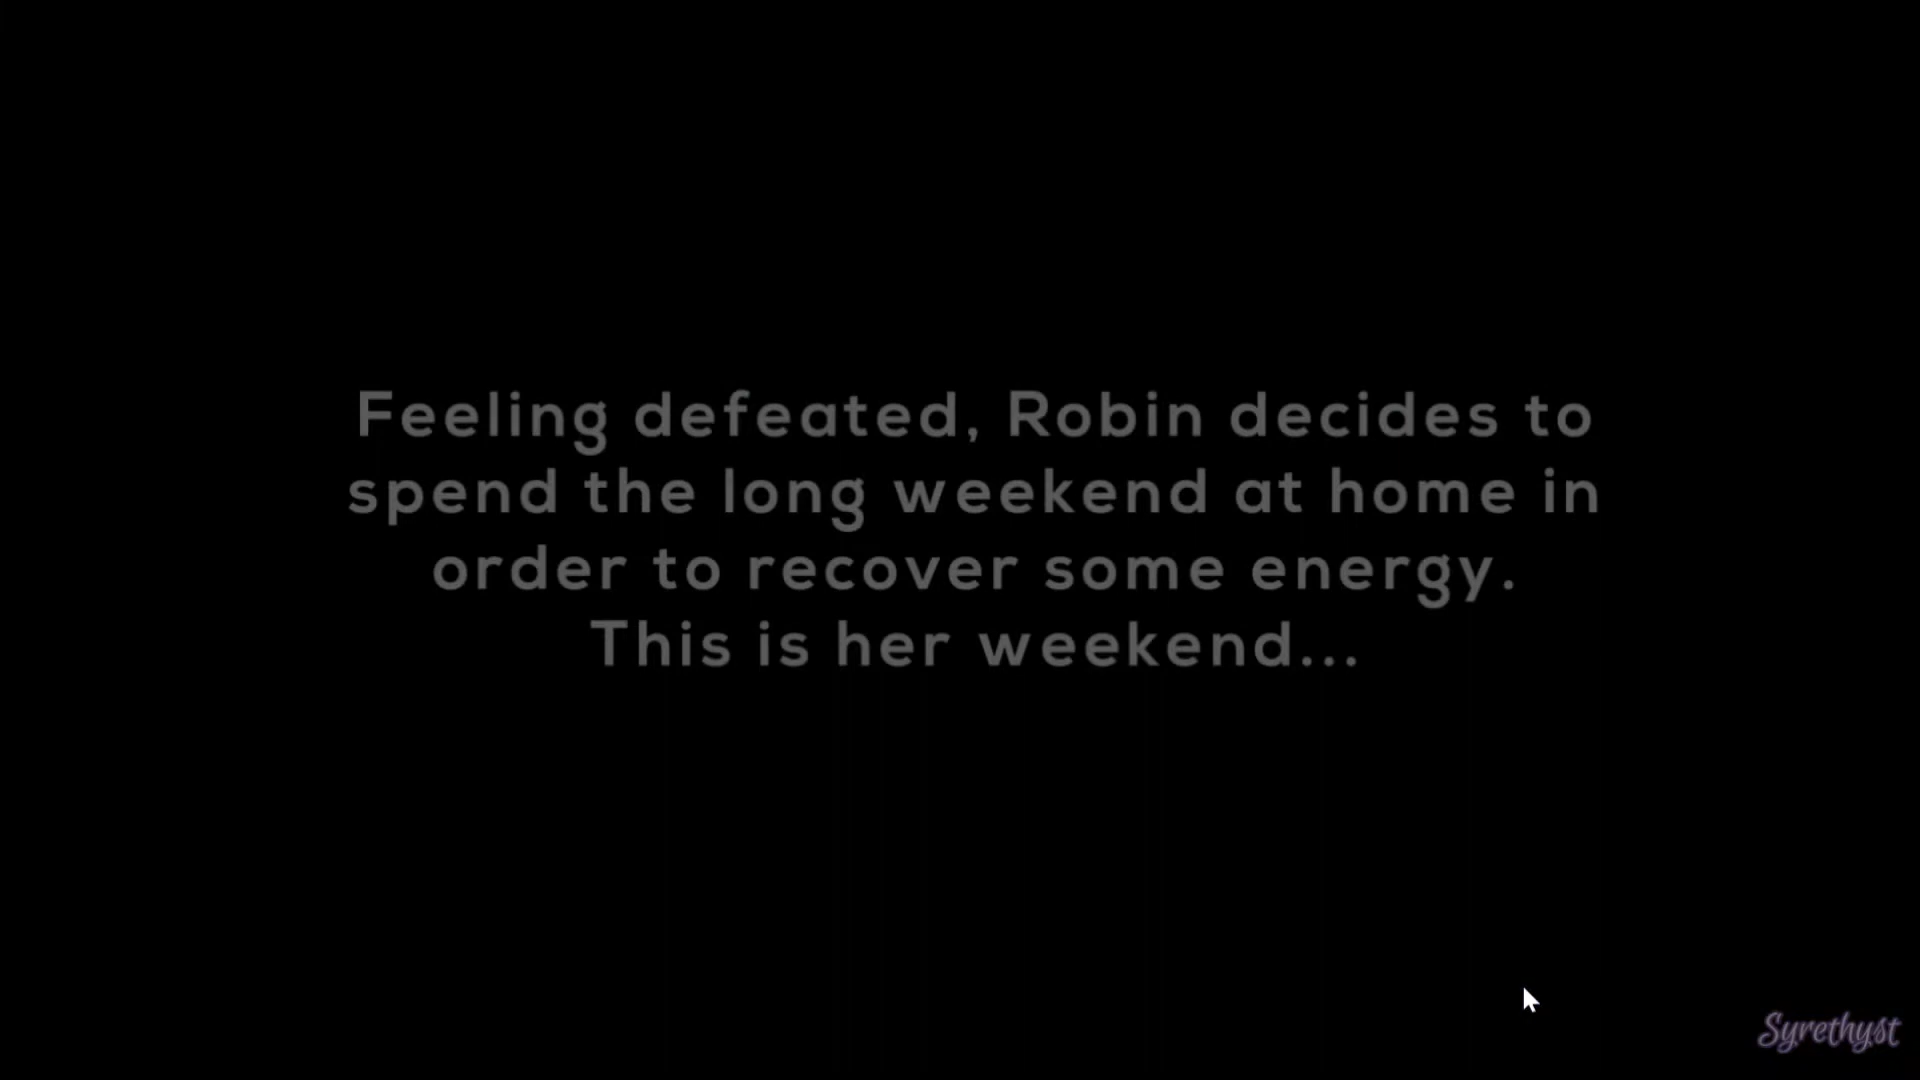 Feeling defeated, Robin decides to
spend the long weekend at home in
order to recover some energy.
This is her weekend...
Syrethyst